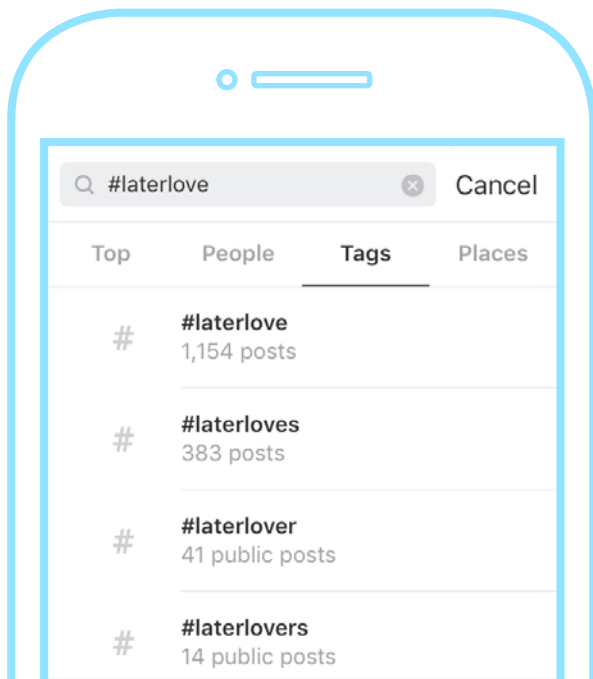 #laterlove
Cancel
Top People Tags Places
# #laterlove
1,154 posts
# #laterloves
383 posts
# #laterlover
41 public posts
# #laterlovers
14 public posts